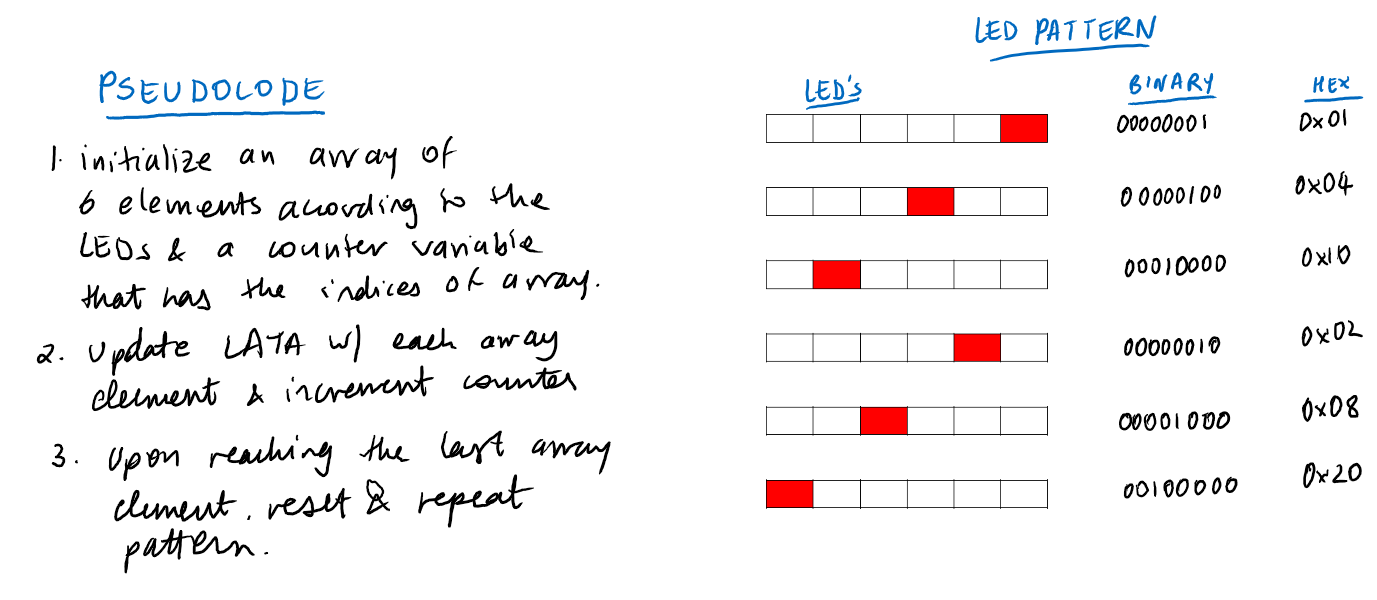 PSEUDOCODE
1. initialize an array of
6 elements according to the
LEDs & a counter variable
that has the indices of array.
2. Update LATA w/ each array
element & increment counter
3. Upon reaching the last array
element, reset & repeat
pattern.
LED PATTERN
LED's BINARY HEX
00000001 0x01
00000100 0x04
00010000 0x10
00000010 0x02
00001000 0x08
00100000 0x20